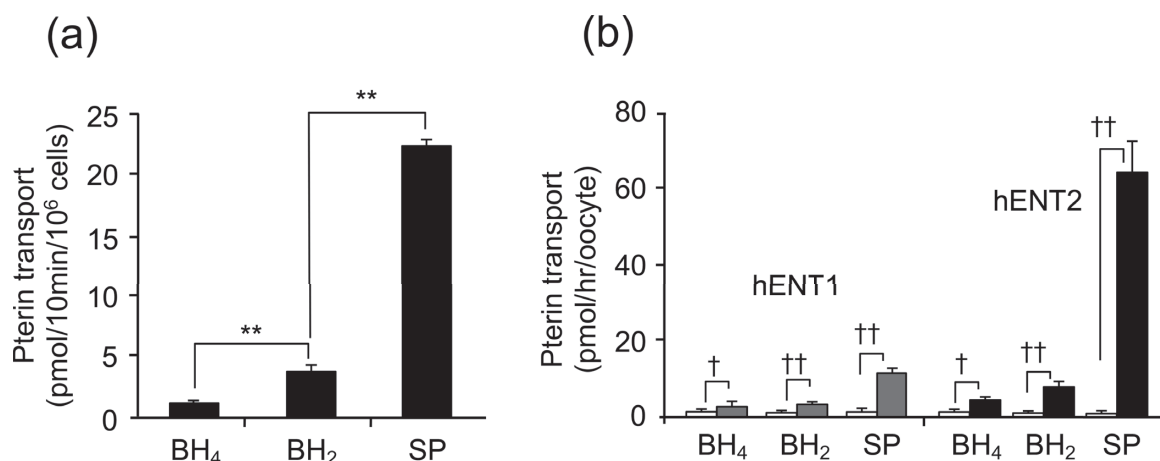 (a)
Pterin transport
(pmol/10min/10⁶ cells)
25
20
15
10
5
0
**
**
BH₄
BH₂
SP
(b)
Pterin transport
(pmol/hr/oocyte)
80
60
40
20
0
hENT1
hENT2
†
††
††
†
††
††
BH₄
BH₂
SP
BH₄
BH₂
SP